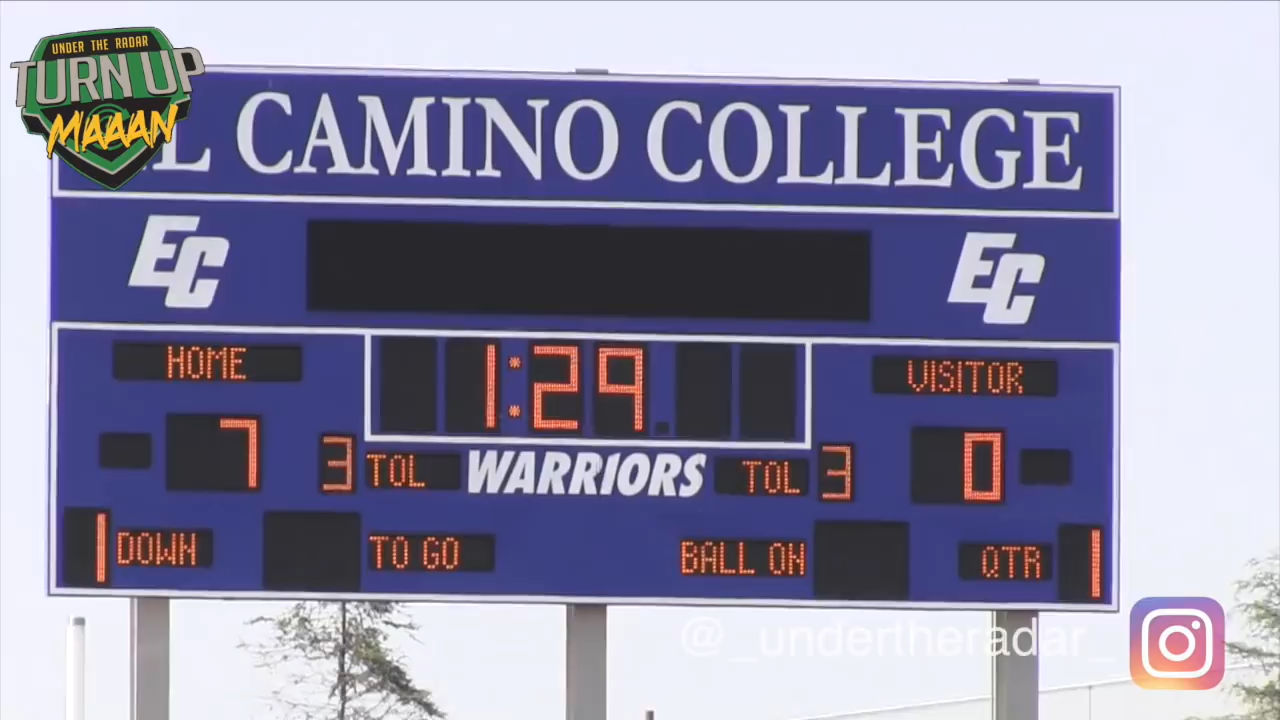 UNDER THE RADAR
TURN UP
MAAAN
EL CAMINO COLLEGE
EC
EC
HOME
1:29
VISITOR
7
3 TOL
WARRIORS
TOL 3
0
1 DOWN
TO GO
BALL ON
QTR 1
@_undertheradar_